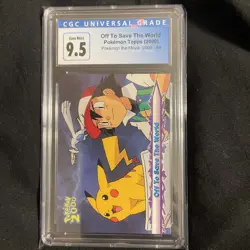 CGC UNIVERSAL GRADE
Gem Mint
9.5
Off To Save The World
Pokémon Topps (2000)
Pokémon the Movie 2000
Off To Save The World
2000